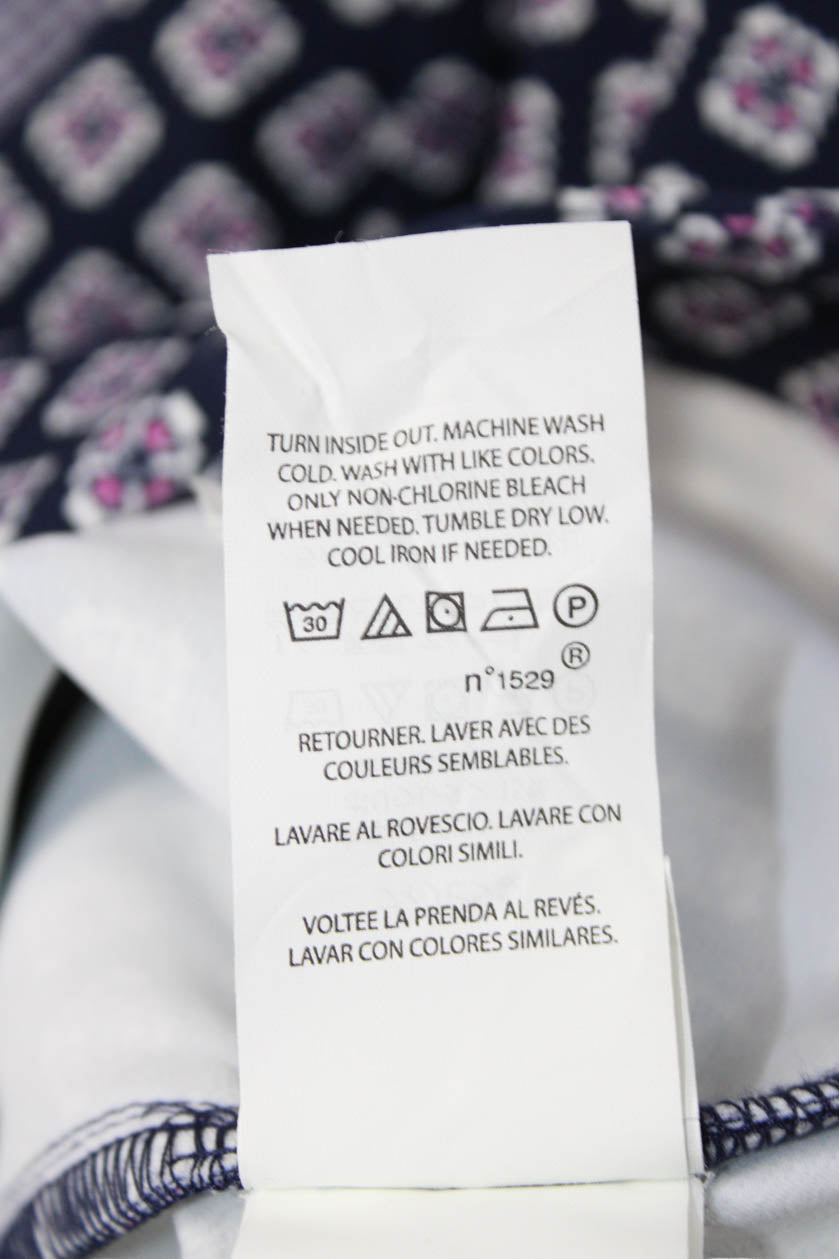 TURN INSIDE OUT. MACHINE WASH
COLD. WASH WITH LIKE COLORS.
ONLY NON-CHLORINE BLEACH
WHEN NEEDED. TUMBLE DRY LOW.
COOL IRON IF NEEDED.
30 P
®
n°1529
RETOURNER. LAVER AVEC DES
COULEURS SEMBLABLES.
LAVARE AL ROVESCIO. LAVARE CON
COLORI SIMILI.
VOLTEE LA PRENDA AL REVÉS.
LAVAR CON COLORES SIMILARES.